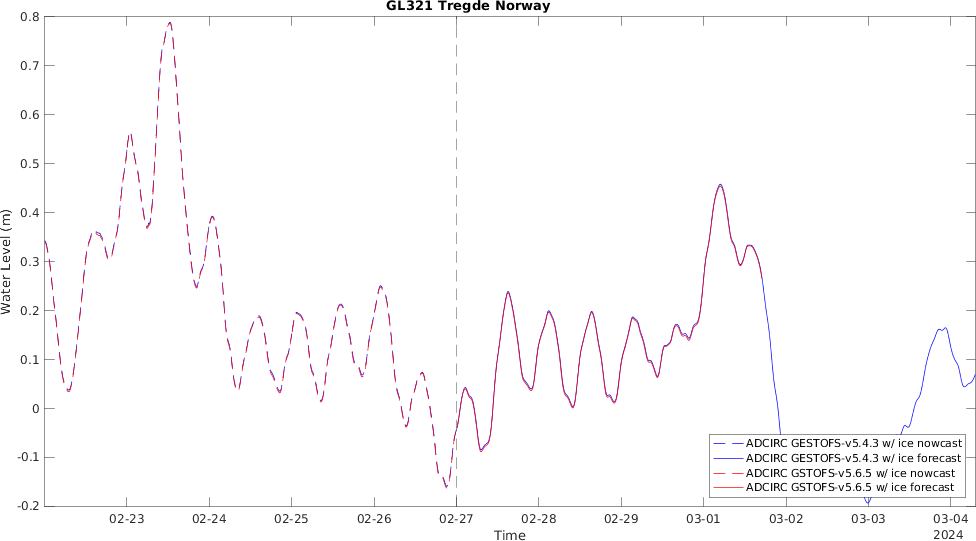 GL321 Tregde Norway
0.8
0.7
0.6
0.5
0.4
0.3
0.2
0.1
0
-0.1
-0.2
Water Level (m)
ADCIRC GESTOFS-v5.4.3 w/ ice nowcast
ADCIRC GESTOFS-v5.4.3 w/ ice forecast
ADCIRC GSTOFS-v5.6.5 w/ ice nowcast
ADCIRC GSTOFS-v5.6.5 w/ ice forecast
02-23 02-24 02-25 02-26 02-27 02-28 02-29 03-01 03-02 03-03 03-04
Time 2024